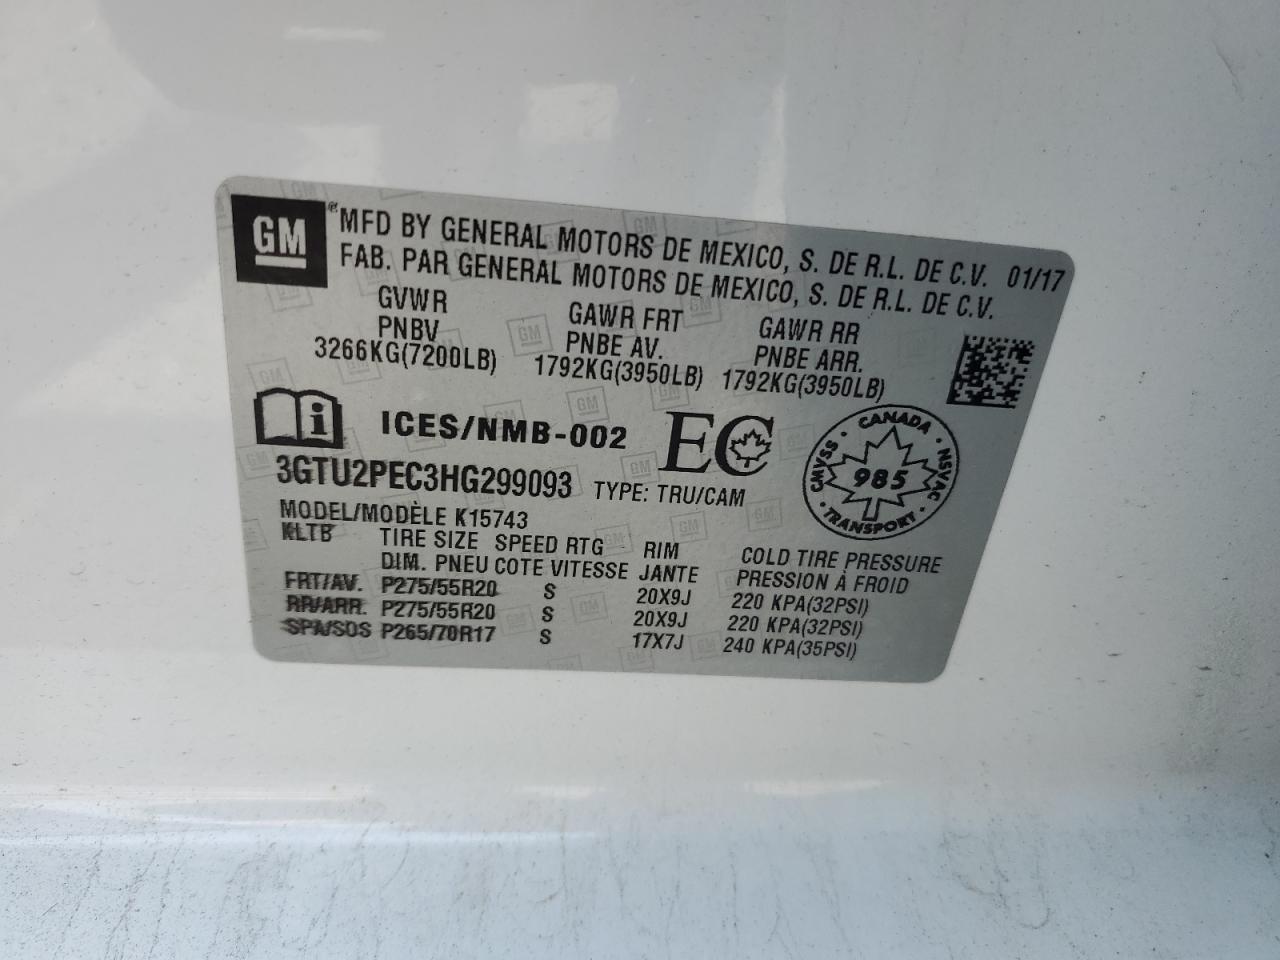 GM ® MFD BY GENERAL MOTORS DE MEXICO, S. DE R.L. DE C.V. 01/17
FAB. PAR GENERAL MOTORS DE MEXICO, S. DE R.L. DE C.V.
GVWR GAWR FRT GAWR RR
PNBV PNBE AV. PNBE ARR.
3266KG(7200LB) 1792KG(3950LB) 1792KG(3950LB)
i ICES/NMB-002 EC
CANADA
CMVSS 985 NSVAC
TRANSPORT
3GTU2PEC3HG299093 TYPE: TRU/CAM
MODEL/MODÈLE K15743
KLTB TIRE SIZE SPEED RTG RIM COLD TIRE PRESSURE
DIM. PNEU COTE VITESSE JANTE PRESSION À FROID
FRT/AV. P275/55R20 S 20X9J 220 KPA(32PSI)
RR/ARR. P275/55R20 S 20X9J 220 KPA(32PSI)
SPA/SOS P265/70R17 S 17X7J 240 KPA(35PSI)